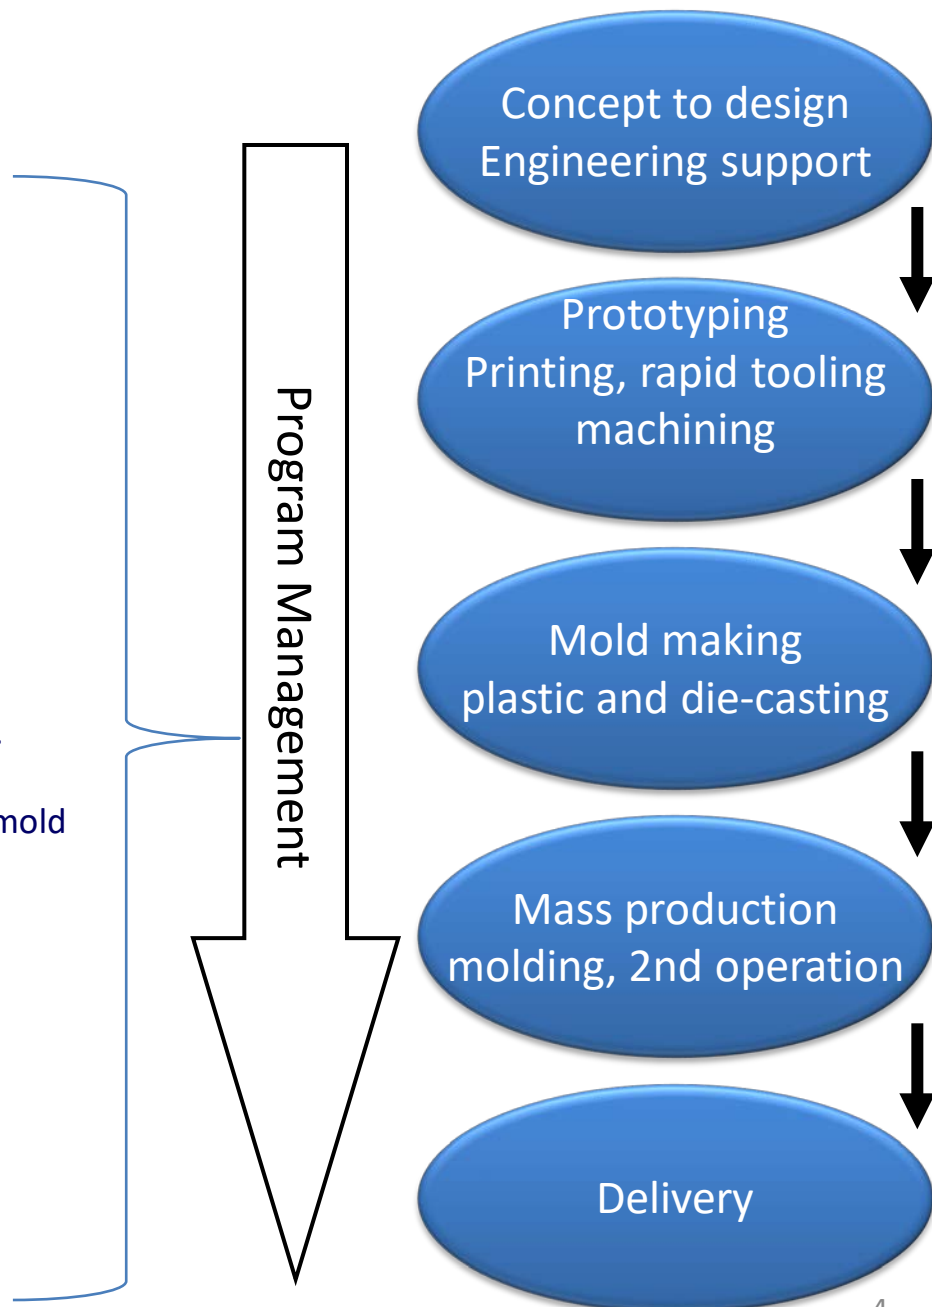 mold
Program Management
Concept to design
Engineering support
Prototyping
Printing, rapid tooling
machining
Mold making
plastic and die-casting
Mass production
molding, 2nd operation
Delivery